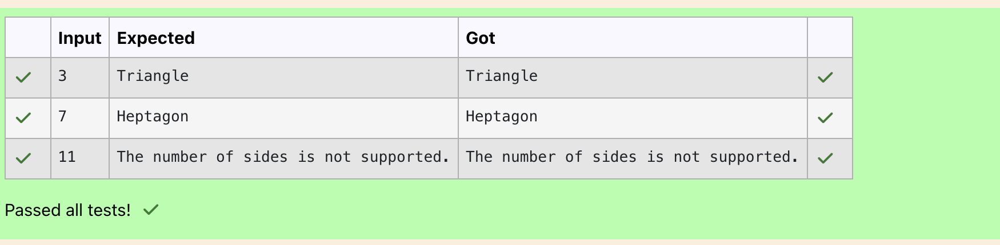 Input Expected Got
3 Triangle Triangle
7 Heptagon Heptagon
11 The number of sides is not supported. The number of sides is not supported.
Passed all tests!